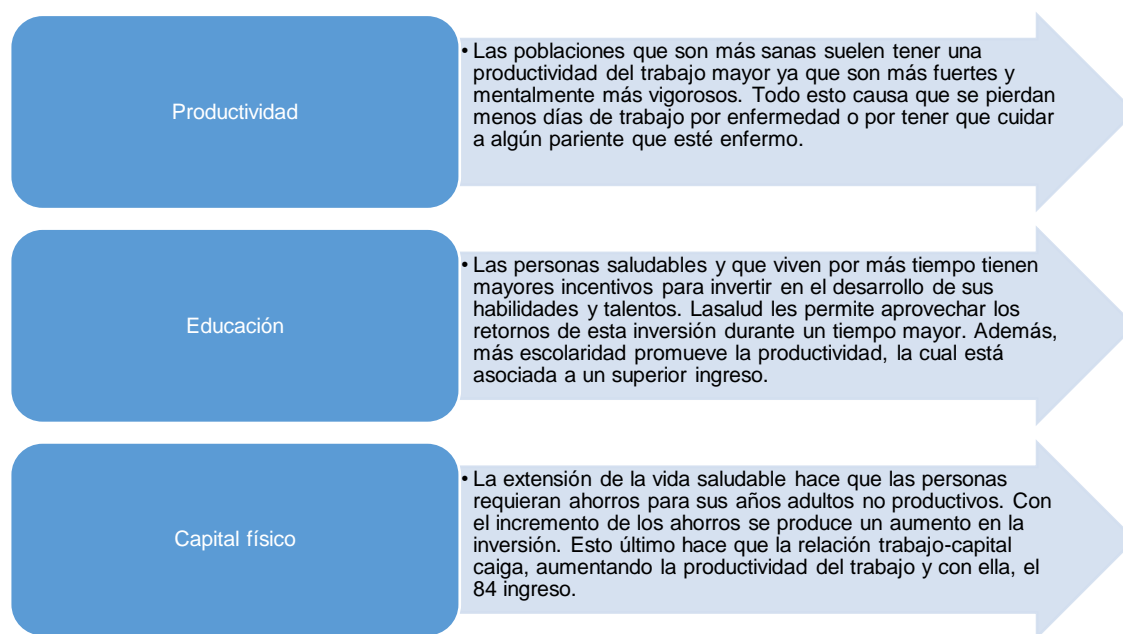 Productividad
• Las poblaciones que son más sanas suelen tener una
productividad del trabajo mayor ya que son más fuertes y
mentalmente más vigorosos. Todo esto causa que se pierdan
menos días de trabajo por enfermedad o por tener que cuidar
a algún pariente que esté enfermo.
Educación
• Las personas saludables y que viven por más tiempo tienen
mayores incentivos para invertir en el desarrollo de sus
habilidades y talentos. Lasalud les permite aprovechar los
retornos de esta inversión durante un tiempo mayor. Además,
más escolaridad promueve la productividad, la cual está
asociada a un superior ingreso.
Capital físico
• La extensión de la vida saludable hace que las personas
requieran ahorros para sus años adultos no productivos. Con
el incremento de los ahorros se produce un aumento en la
inversión. Esto último hace que la relación trabajo-capital
caiga, aumentando la productividad del trabajo y con ella, el
84 ingreso.